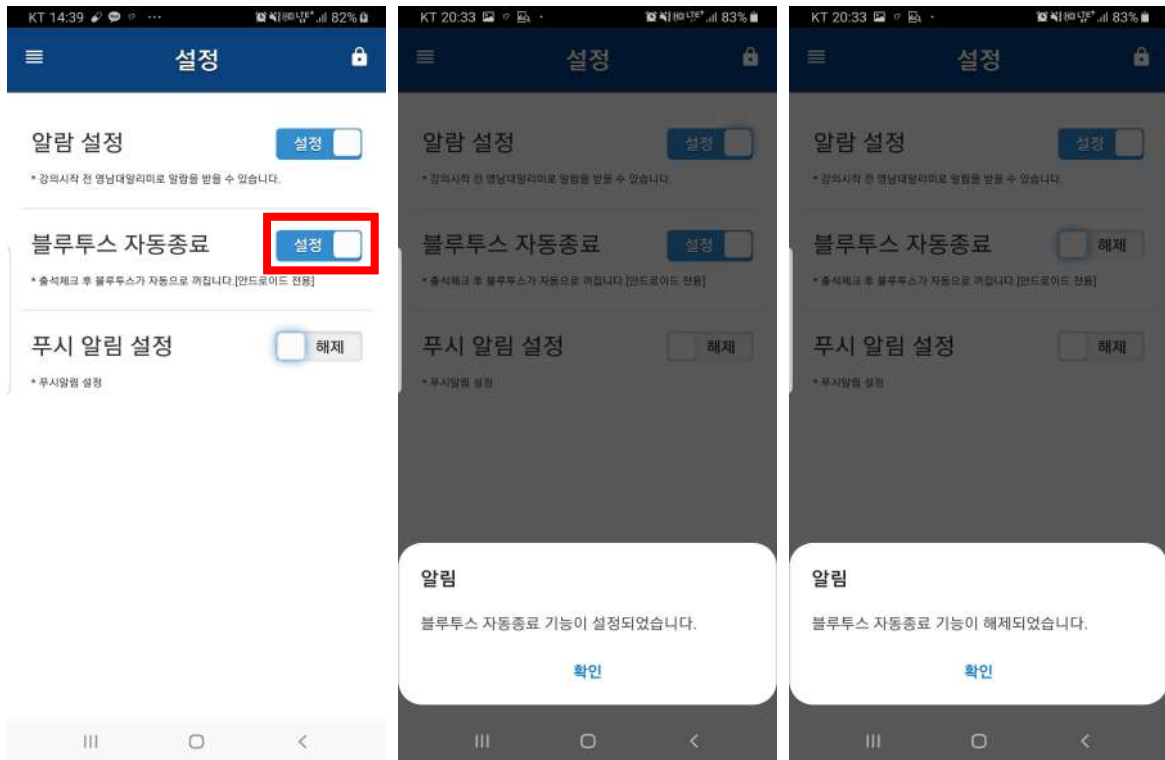 KT 14:39
82%
설정
알람 설정
설정
* 강의시작 전 영남대알리미로 알람을 받을 수 있습니다.
블루투스 자동종료
설정
* 출석체크 후 블루투스가 자동으로 꺼집니다.[안드로이드 전용]
푸시 알림 설정
해제
* 푸시알림 설정
KT 20:33
83%
설정
알람 설정
설정
* 강의시작 전 영남대알리미로 알람을 받을 수 있습니다.
블루투스 자동종료
설정
* 출석체크 후 블루투스가 자동으로 꺼집니다.[안드로이드 전용]
푸시 알림 설정
해제
* 푸시알림 설정
알림
블루투스 자동종료 기능이 설정되었습니다.
확인
KT 20:33
83%
설정
알람 설정
설정
* 강의시작 전 영남대알리미로 알람을 받을 수 있습니다.
블루투스 자동종료
해제
* 출석체크 후 블루투스가 자동으로 꺼집니다.[안드로이드 전용]
푸시 알림 설정
해제
* 푸시알림 설정
알림
블루투스 자동종료 기능이 해제되었습니다.
확인